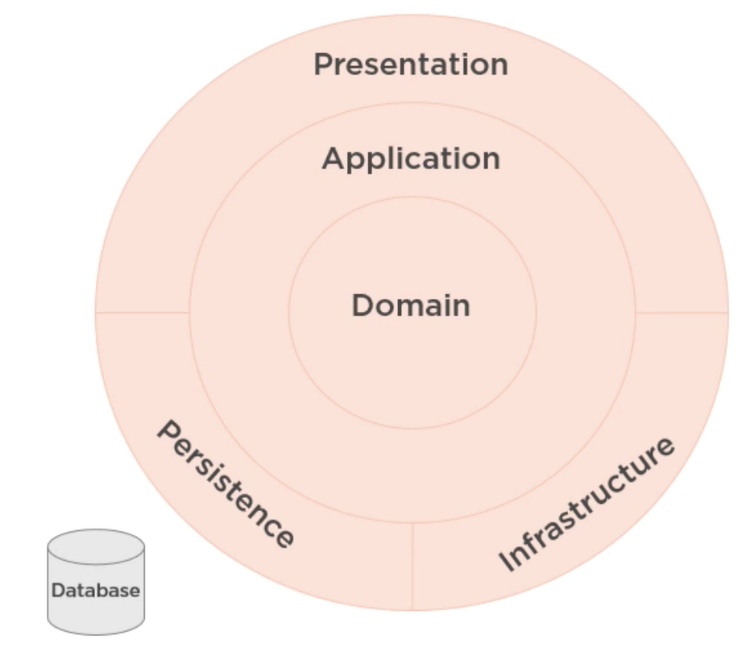 Presentation
Application
Domain
Persistence
Infrastructure
Database